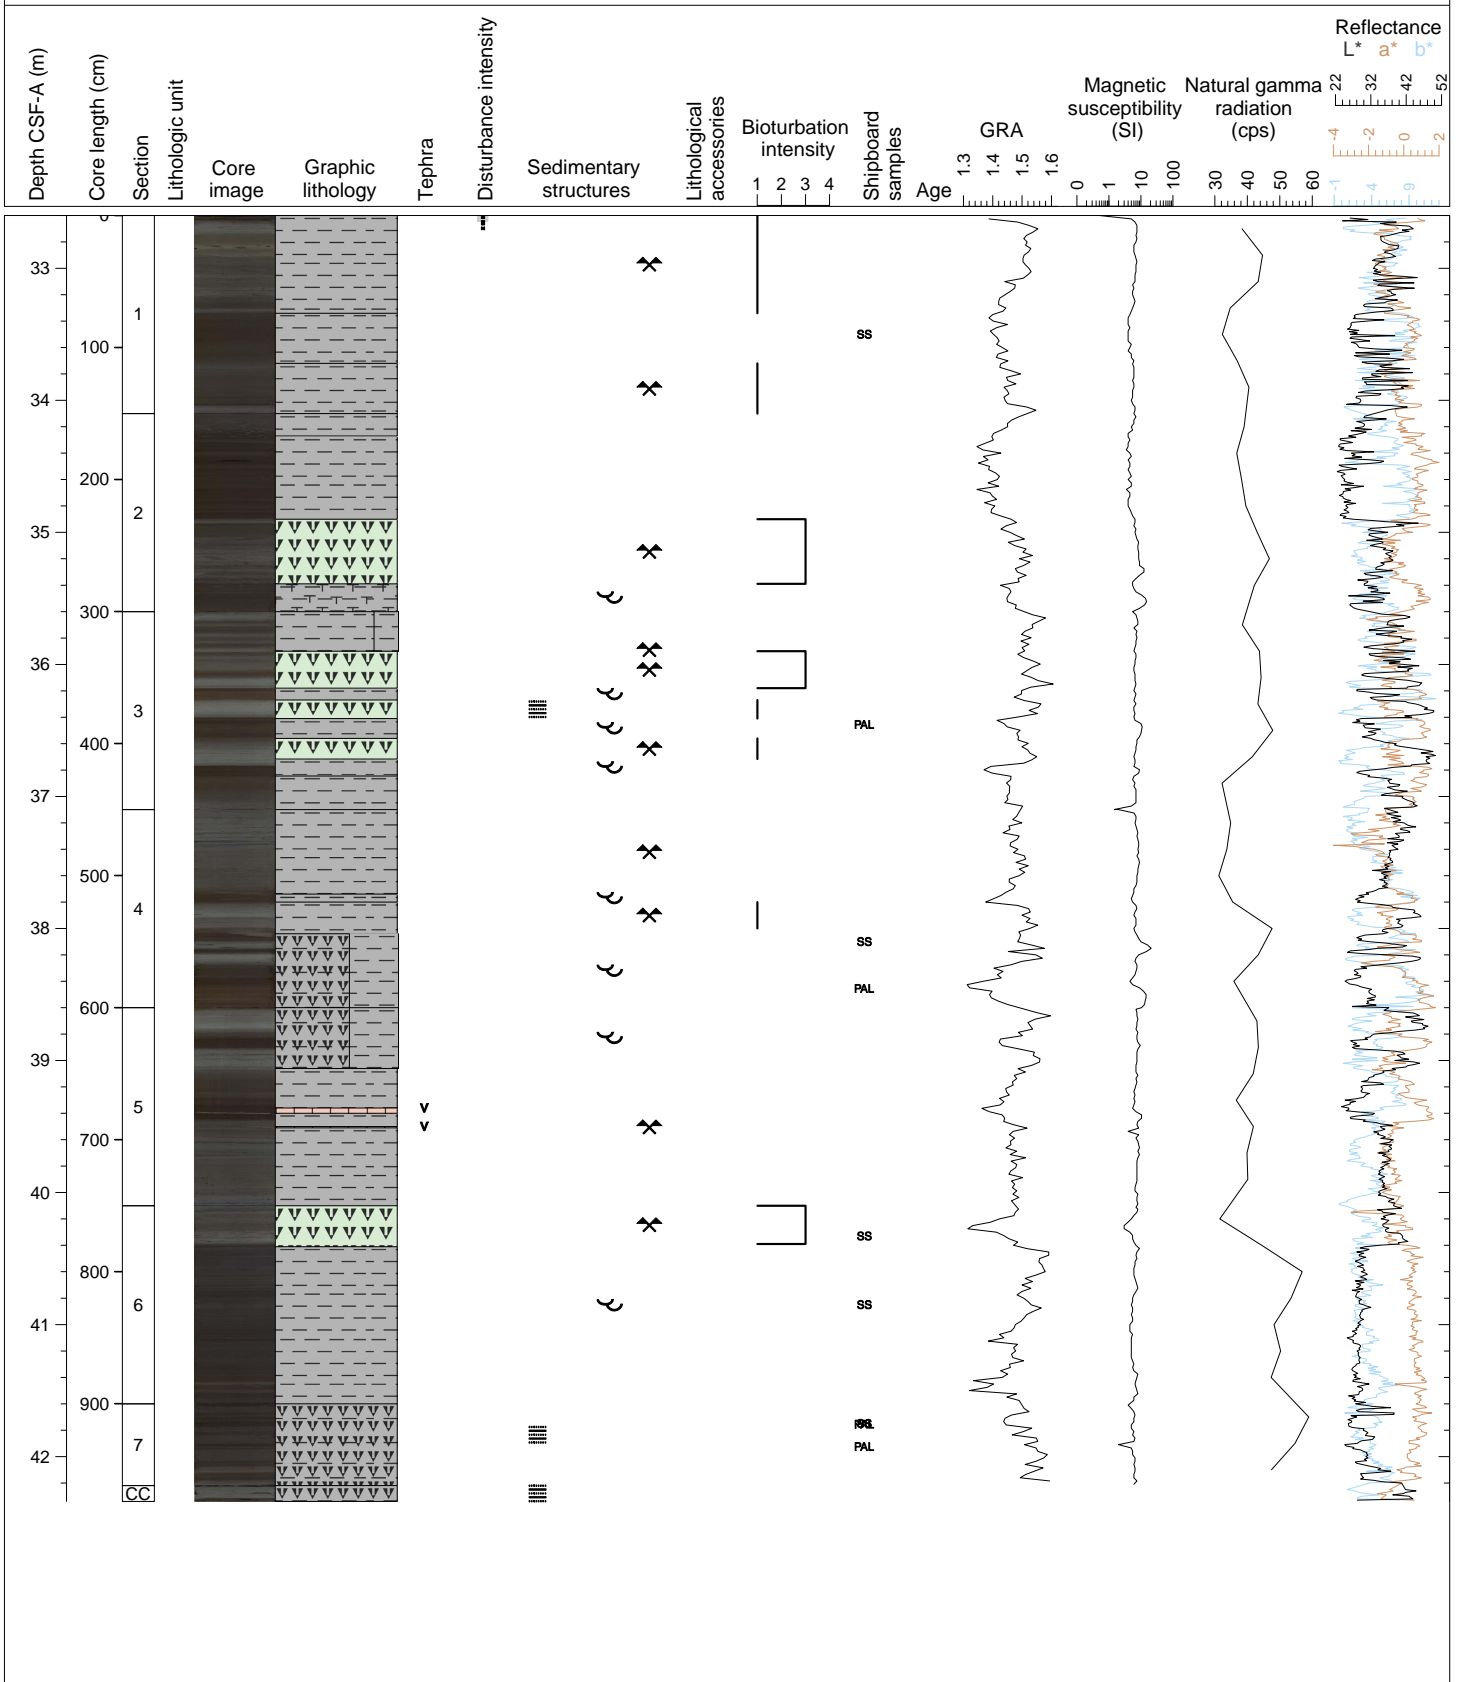 Depth CSF-A (m)
Core length (cm)
Section
Lithologic unit
Core
image
Graphic
lithology
Tephra
Disturbance intensity
Sedimentary
structures
Lithological
accessories
Bioturbation
intensity
1 2 3 4
Shipboard
samples
Age
GRA
1.3 1.4 1.5 1.6
Magnetic
susceptibility
(SI)
0 1 10 100
Natural gamma
radiation
(cps)
30 40 50 60
Reflectance
L* a* b*
22 32 42 52
-4 -2 0 2
-1 4 9
0
33
1
SS
100
34
200
2
35
300
36
3
PAL
400
37
500
4
38
SS
PAL
600
39
5
V
V
700
40
SS
800
6
SS
41
900
7
PAL
42
CC